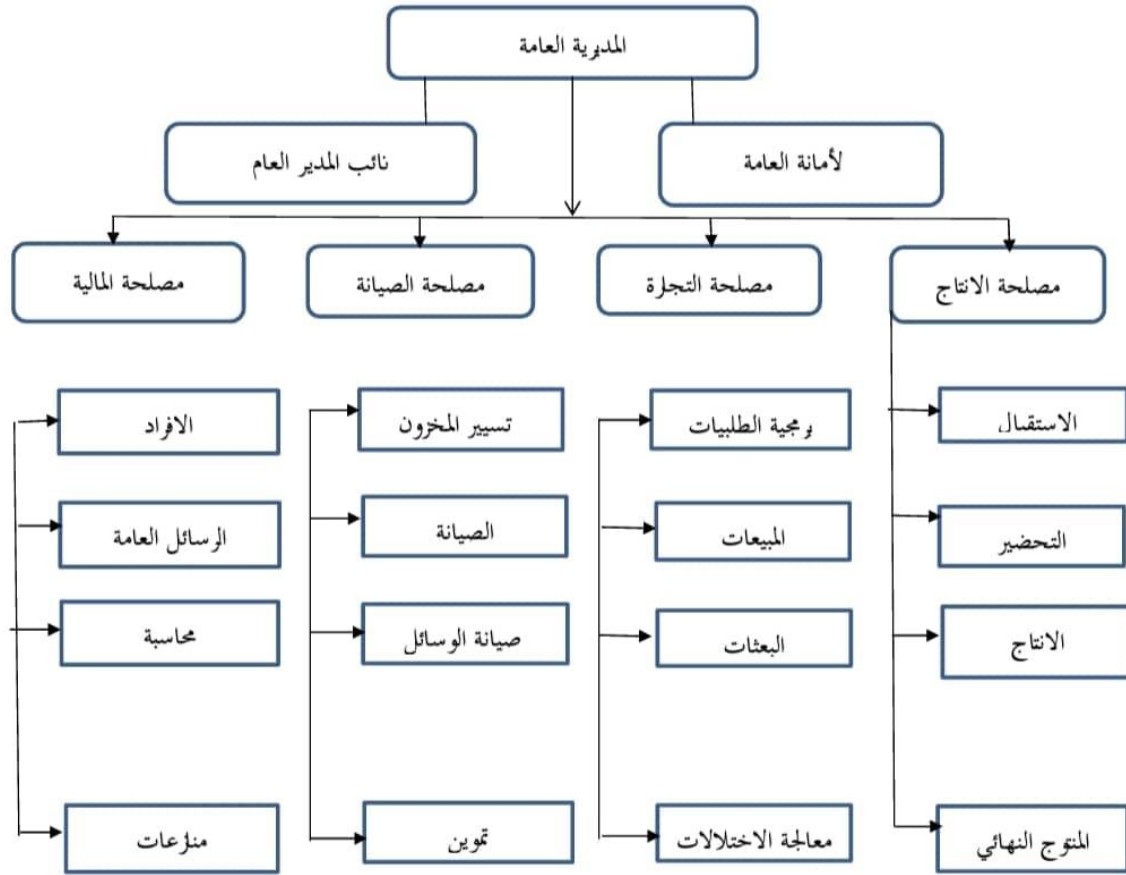 المديرية العامة
لأمانة العامة
نائب المدير العام
مصلحة الانتاج
مصلحة التجارة
مصلحة الصيانة
مصلحة المالية
الاستقبال
برمجية الطلبيات
تسيير المخزون
الافراد
التحضير
المبيعات
الصيانة
الرسائل العامة
الانتاج
البعثات
صيانة الوسائل
محاسبة
المنتوج النهائي
معالجة الاختلالات
تموين
منازعات